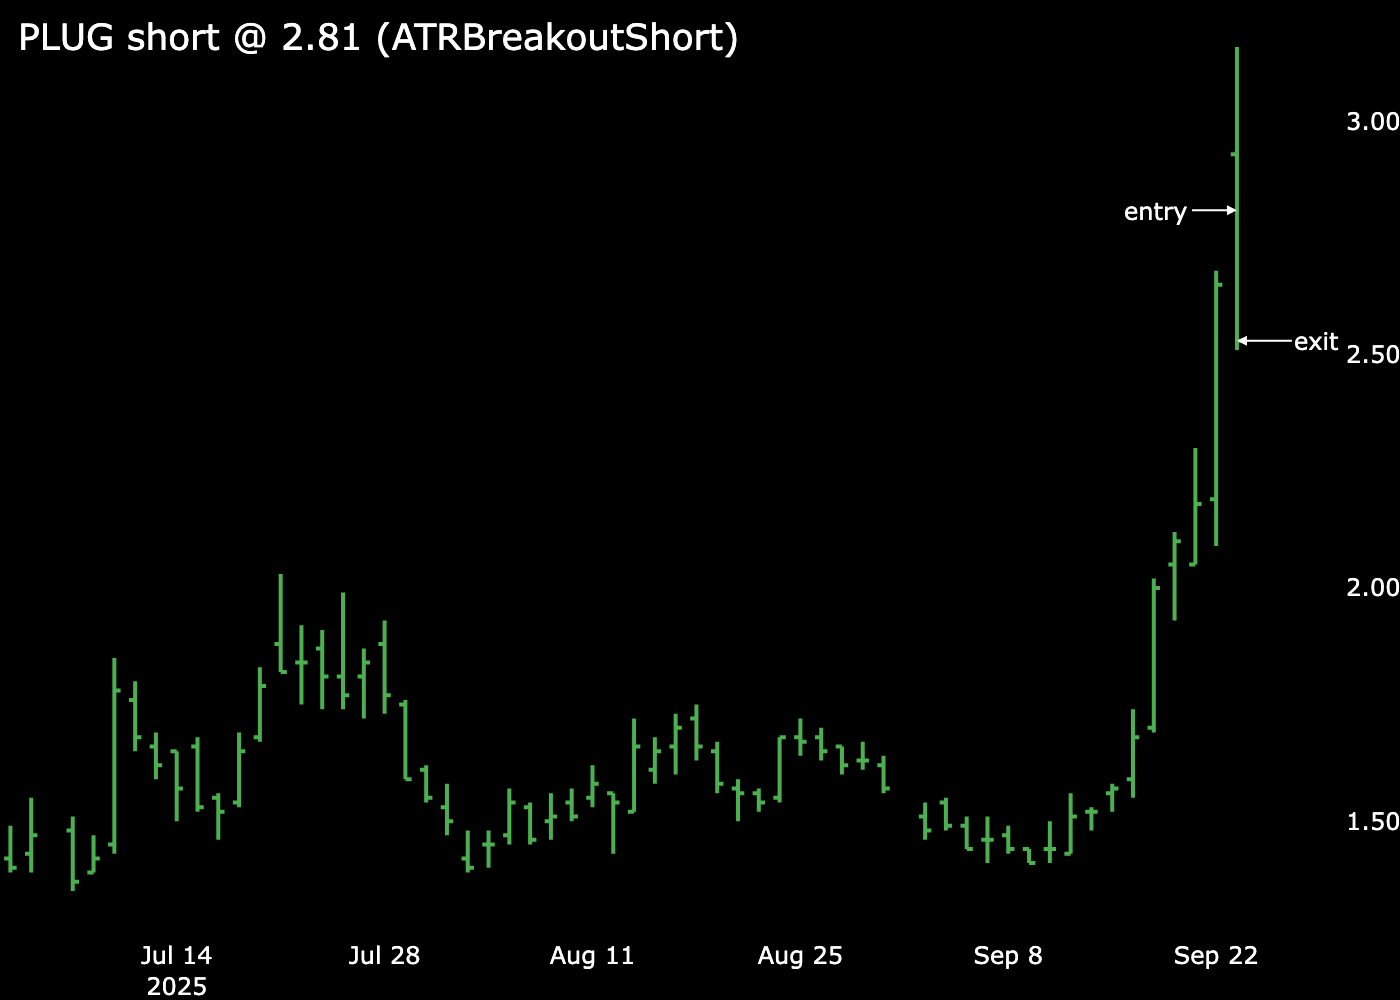 PLUG short @ 2.81 (ATRBreakoutShort)
3.00
entry
exit
2.50
2.00
1.50
Jul 14 Jul 28 Aug 11 Aug 25 Sep 8 Sep 22
2025